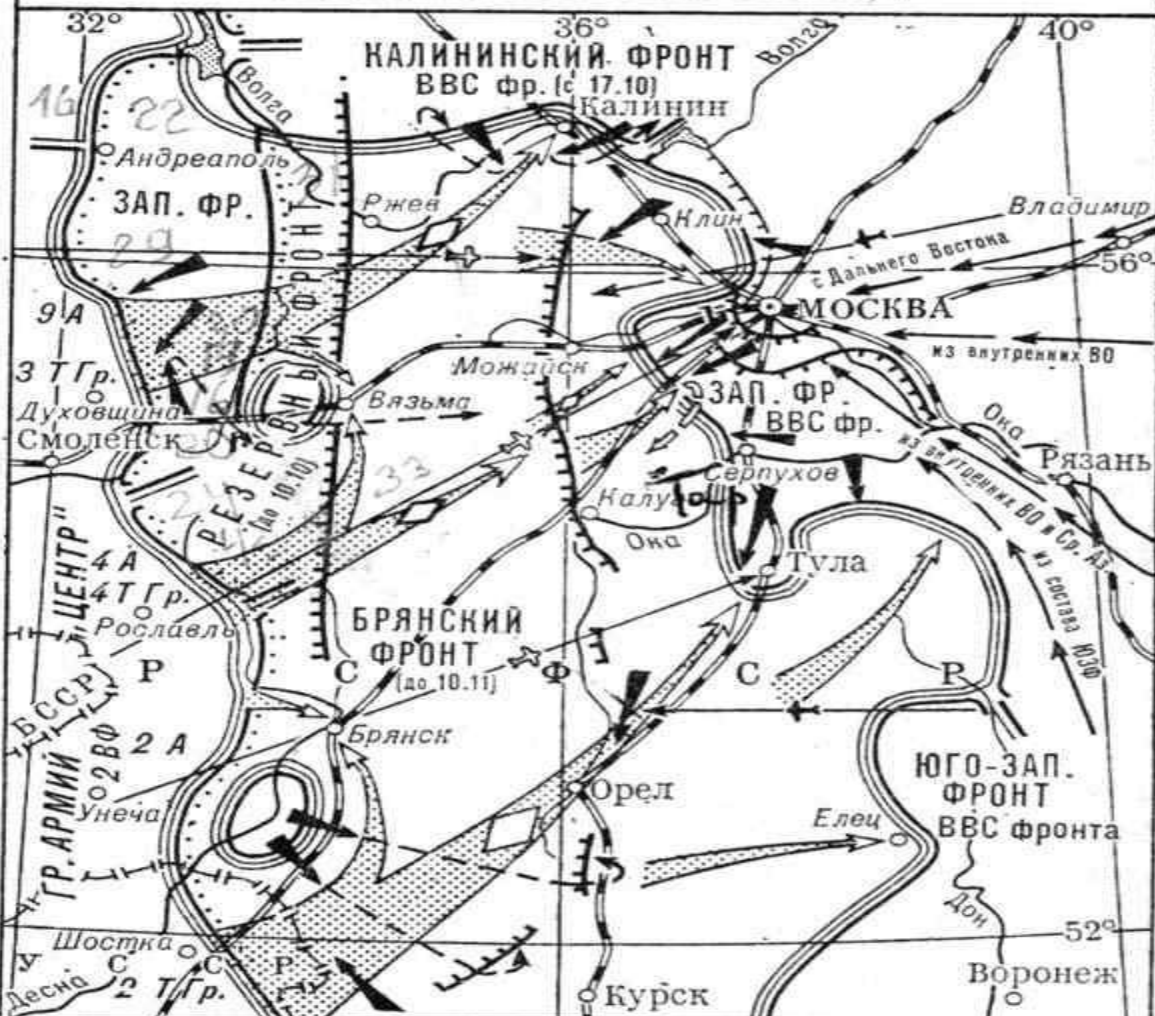 32°
36°
40°
КАЛИНИНСКИЙ ФРОНТ
ВВС фр. (с 17.10)
Волга
Волга
Калинин
16
22
Андреаполь
ЗАП. ФР.
Ржев
Клин
Владимир
29
с Дальнего Востока
56°
9 А
МОСКВА
из внутренних ВО
Можайск
3 Т Гр.
Духовщина
Вязьма
ЗАП. ФР.
ВВС фр.
Смоленск
Ока
РЕЗЕРВНЫЙ ФРОНТ
(до 10.10)
33
Серпухов
Рязань
из внутренних ВО и Ср. Аз
Калуга
Ока
Тула
из состава ЮЗФ
ГР. АРМИЙ „ЦЕНТР"
4 А
4 Т Гр.
Рославль
БРЯНСКИЙ
ФРОНТ
(до 10.11)
Р С Ф С Р
БССР
2 А
2 ВФ
Брянск
Унеча
ЮГО-ЗАП.
ФРОНТ
ВВС фронта
Орел
Елец
Дон
52°
Шостка
С С Р
Десна
2 Т Гр.
Курск
Воронеж